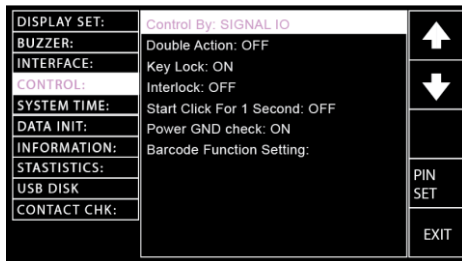 DISPLAY SET:
BUZZER:
INTERFACE:
CONTROL:
SYSTEM TIME:
DATA INIT:
INFORMATION:
STASTISTICS:
USB DISK
CONTACT CHK:
Control By: SIGNAL IO
Double Action: OFF
Key Lock: ON
Interlock: OFF
Start Click For 1 Second: OFF
Power GND check: ON
Barcode Function Setting:
PIN
SET
EXIT